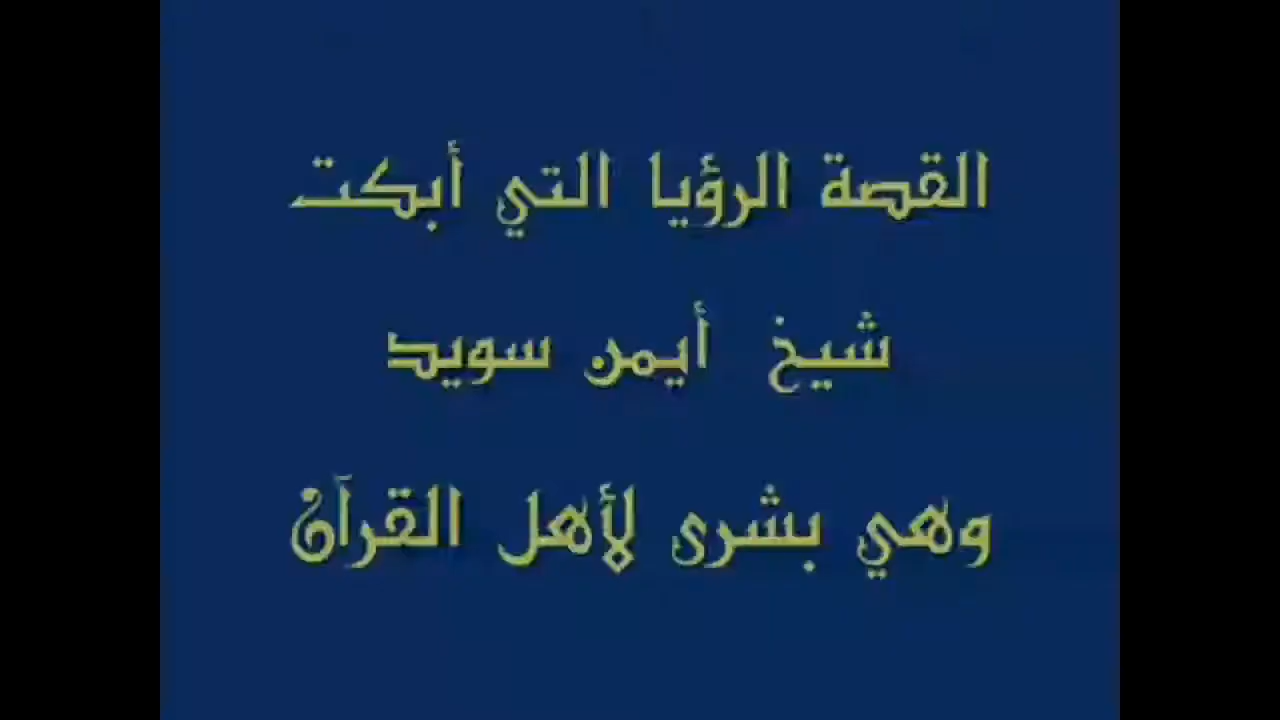 القصة الرؤيا التي أبكت
شيخ أيمن سويد
وهي بشرى لأهل القرآن